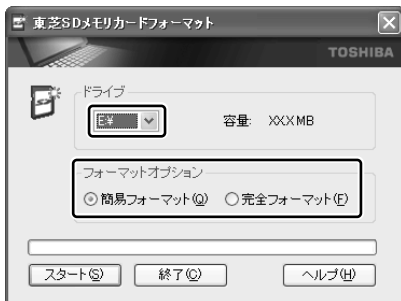 東芝SDメモリカードフォーマット
TOSHIBA
ドライブ
E¥ 容量: XXXMB
フォーマットオプション
簡易フォーマット(Q) 完全フォーマット(F)
スタート(S) 終了(C) ヘルプ(H)